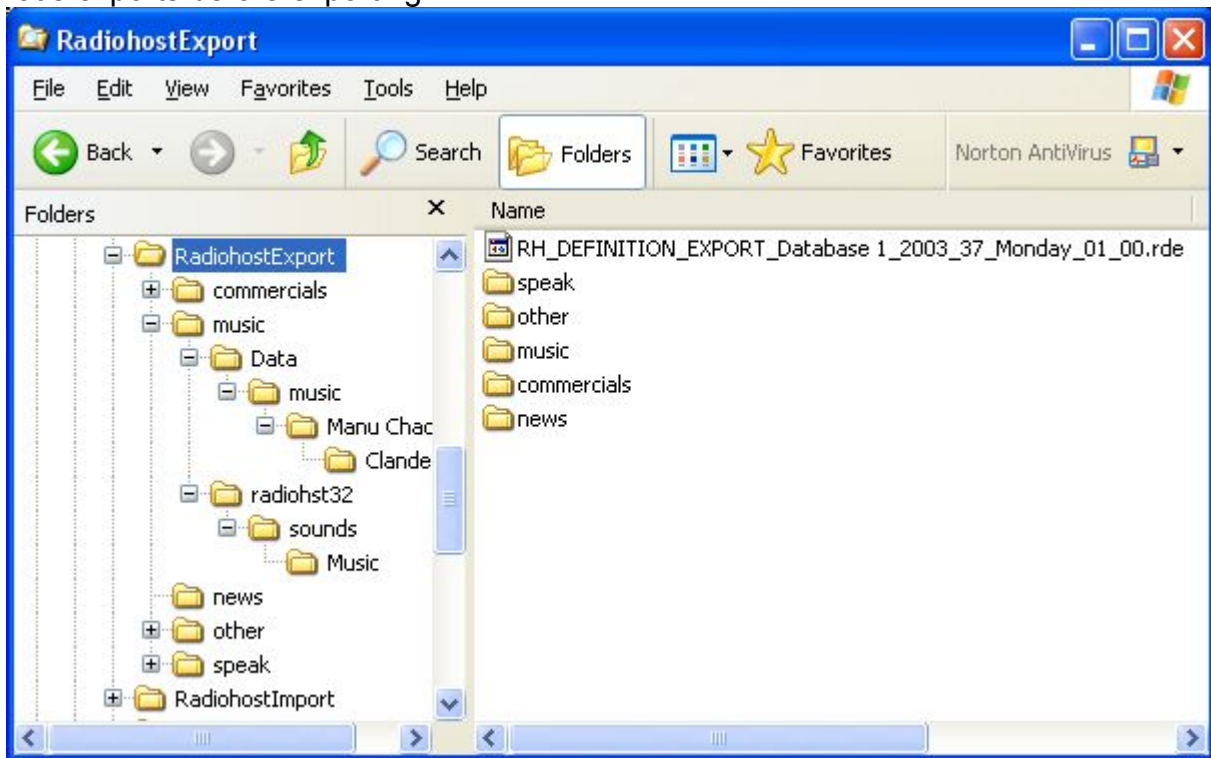 RadiohostExport
File Edit View Favorites Tools Help
Back Search Folders Favorites Norton AntiVirus
Folders
RadiohostExport
commercials
music
Data
music
Manu Chac
Clande
radiohst32
sounds
Music
news
other
speak
RadiohostImport
Name
RH_DEFINITION_EXPORT_Database 1_2003_37_Monday_01_00.rde
speak
other
music
commercials
news